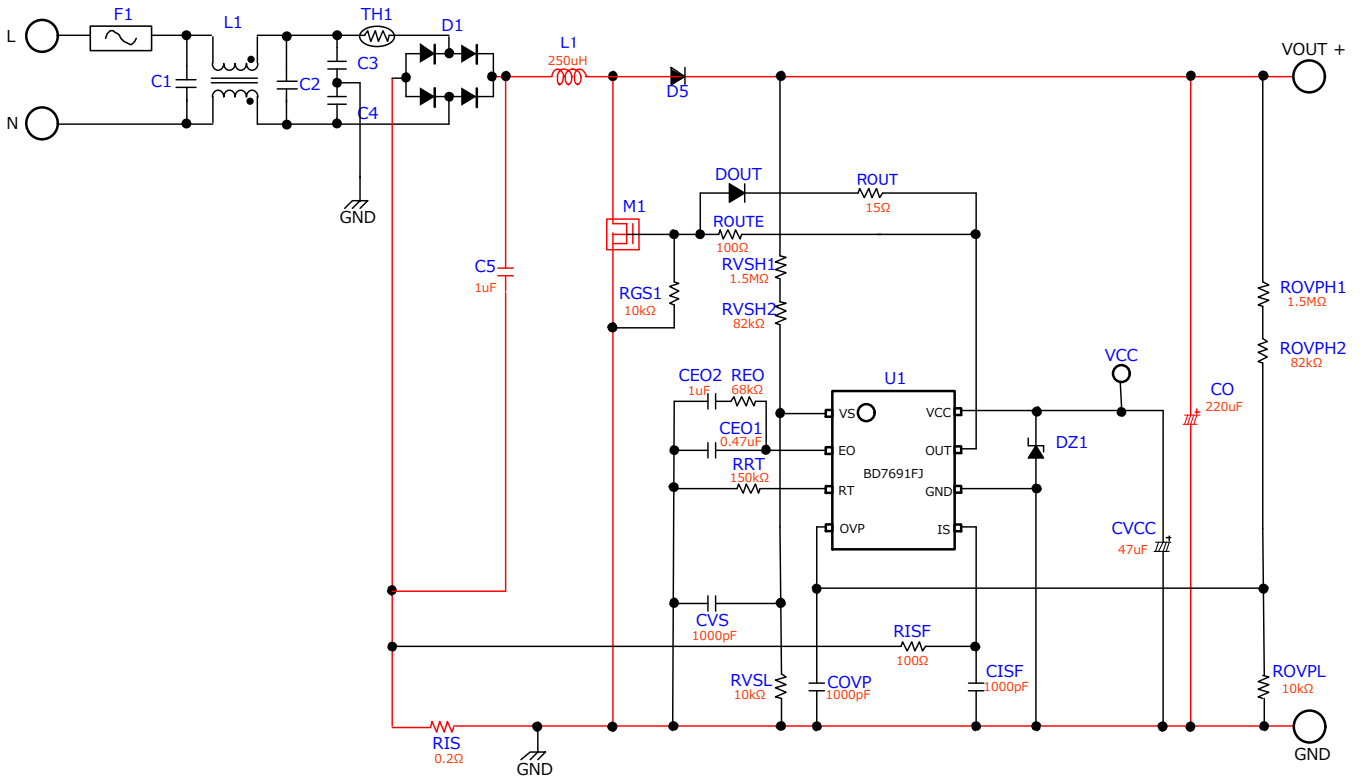 F1
L1
TH1
D1
L
C1
C2
C3
C4
N
GND
L1
250uH
D5
VOUT +
DOUT
ROUT
15Ω
M1
ROUTE
100Ω
C5
1uF
RVSH1
1.5MΩ
RGS1
10kΩ
RVSH2
82kΩ
ROVPH1
1.5MΩ
ROVPH2
82kΩ
VCC
CEO2
1uF
REO
68kΩ
U1
CO
220uF
CEO1
0.47uF
RRT
150kΩ
VS
EO
RT
OVP
BD7691FJ
VCC
OUT
GND
IS
DZ1
CVCC
47uF
CVS
1000pF
RISF
100Ω
RVSL
10kΩ
COVP
1000pF
CISF
1000pF
ROVPL
10kΩ
RIS
0.2Ω
GND
GND